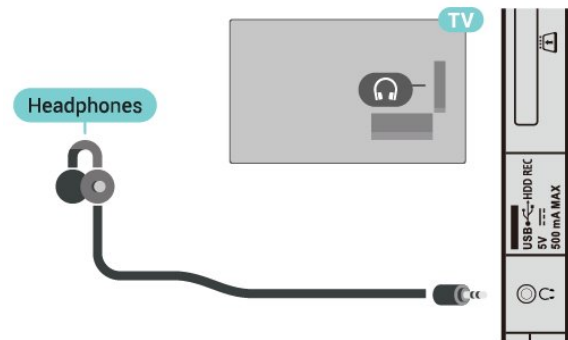 TV
Headphones
USB HDD REC
5V
500 mA MAX